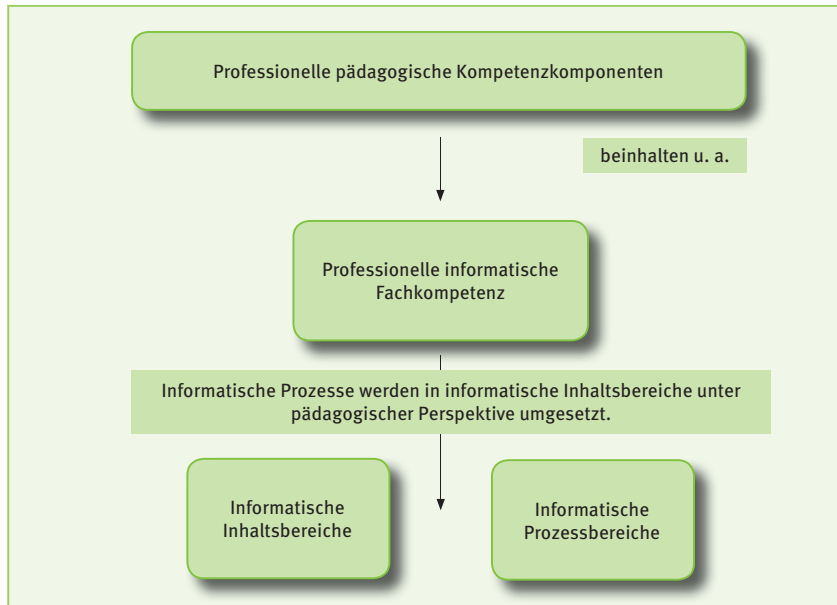 Professionelle pädagogische Kompetenzkomponenten
beinhalten u. a.
Professionelle informatische
Fachkompetenz
Informatische Prozesse werden in informatische Inhaltsbereiche unter
pädagogischer Perspektive umgesetzt.
Informatische
Inhaltsbereiche
Informatische
Prozessbereiche